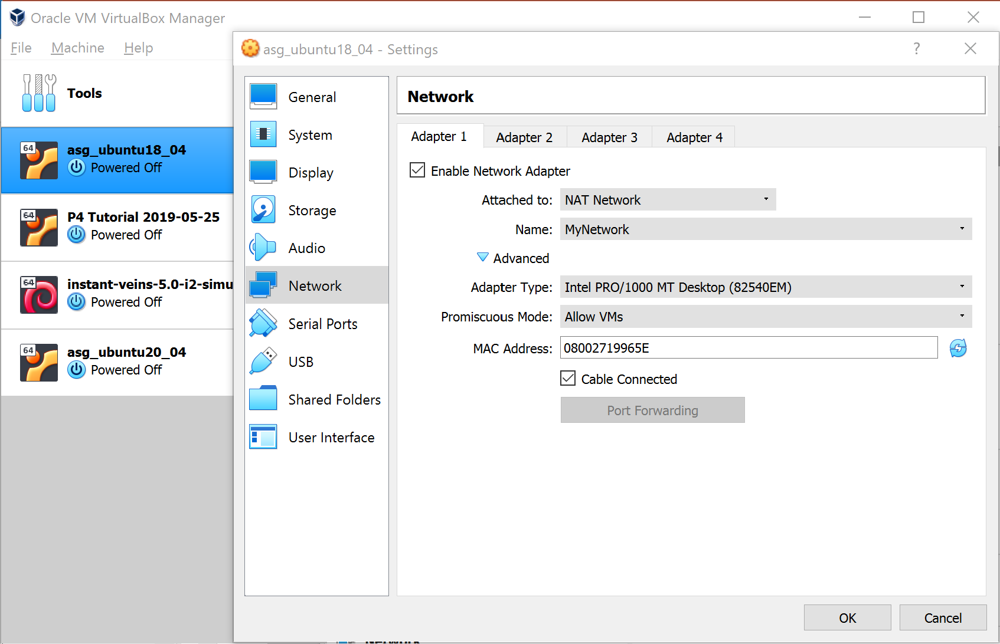 Oracle VM VirtualBox Manager
File Machine Help
Tools
64
asg_ubuntu18_04
Powered Off
64
P4 Tutorial 2019-05-25
Powered Off
64
instant-veins-5.0-i2-simu
Powered Off
64
asg_ubuntu20_04
Powered Off
asg_ubuntu18_04 - Settings
?
General
System
Display
Storage
Audio
Network
Serial Ports
USB
Shared Folders
User Interface
Network
Adapter 1 Adapter 2 Adapter 3 Adapter 4
Enable Network Adapter
Attached to: NAT Network
Name: MyNetwork
Advanced
Adapter Type: Intel PRO/1000 MT Desktop (82540EM)
Promiscuous Mode: Allow VMs
MAC Address: 08002719965E
Cable Connected
Port Forwarding
OK Cancel
Network